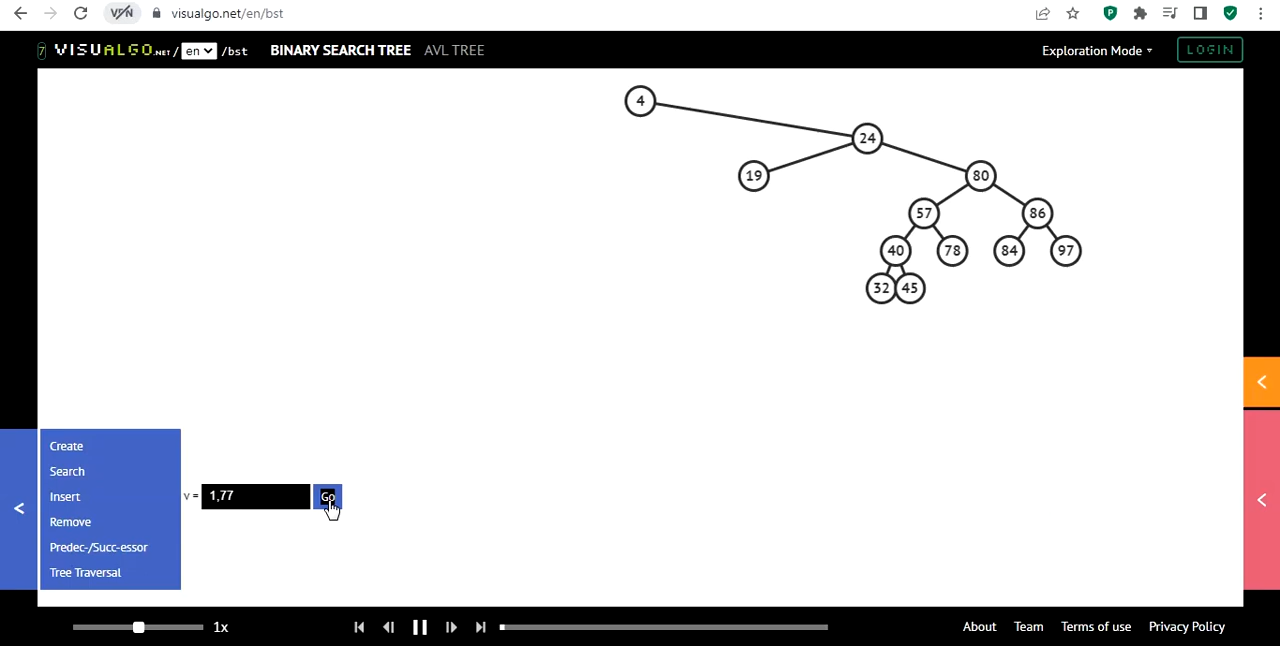 VPN visualgo.net/en/bst
7 VISUALGO.NET / en /bst BINARY SEARCH TREE AVL TREE Exploration Mode LOGIN
4
24
19 80
57 86
40 78 84 97
32 45
Create
Search
Insert v = 1,77 Go
Remove
Predec-/Succ-essor
Tree Traversal
1x About Team Terms of use Privacy Policy